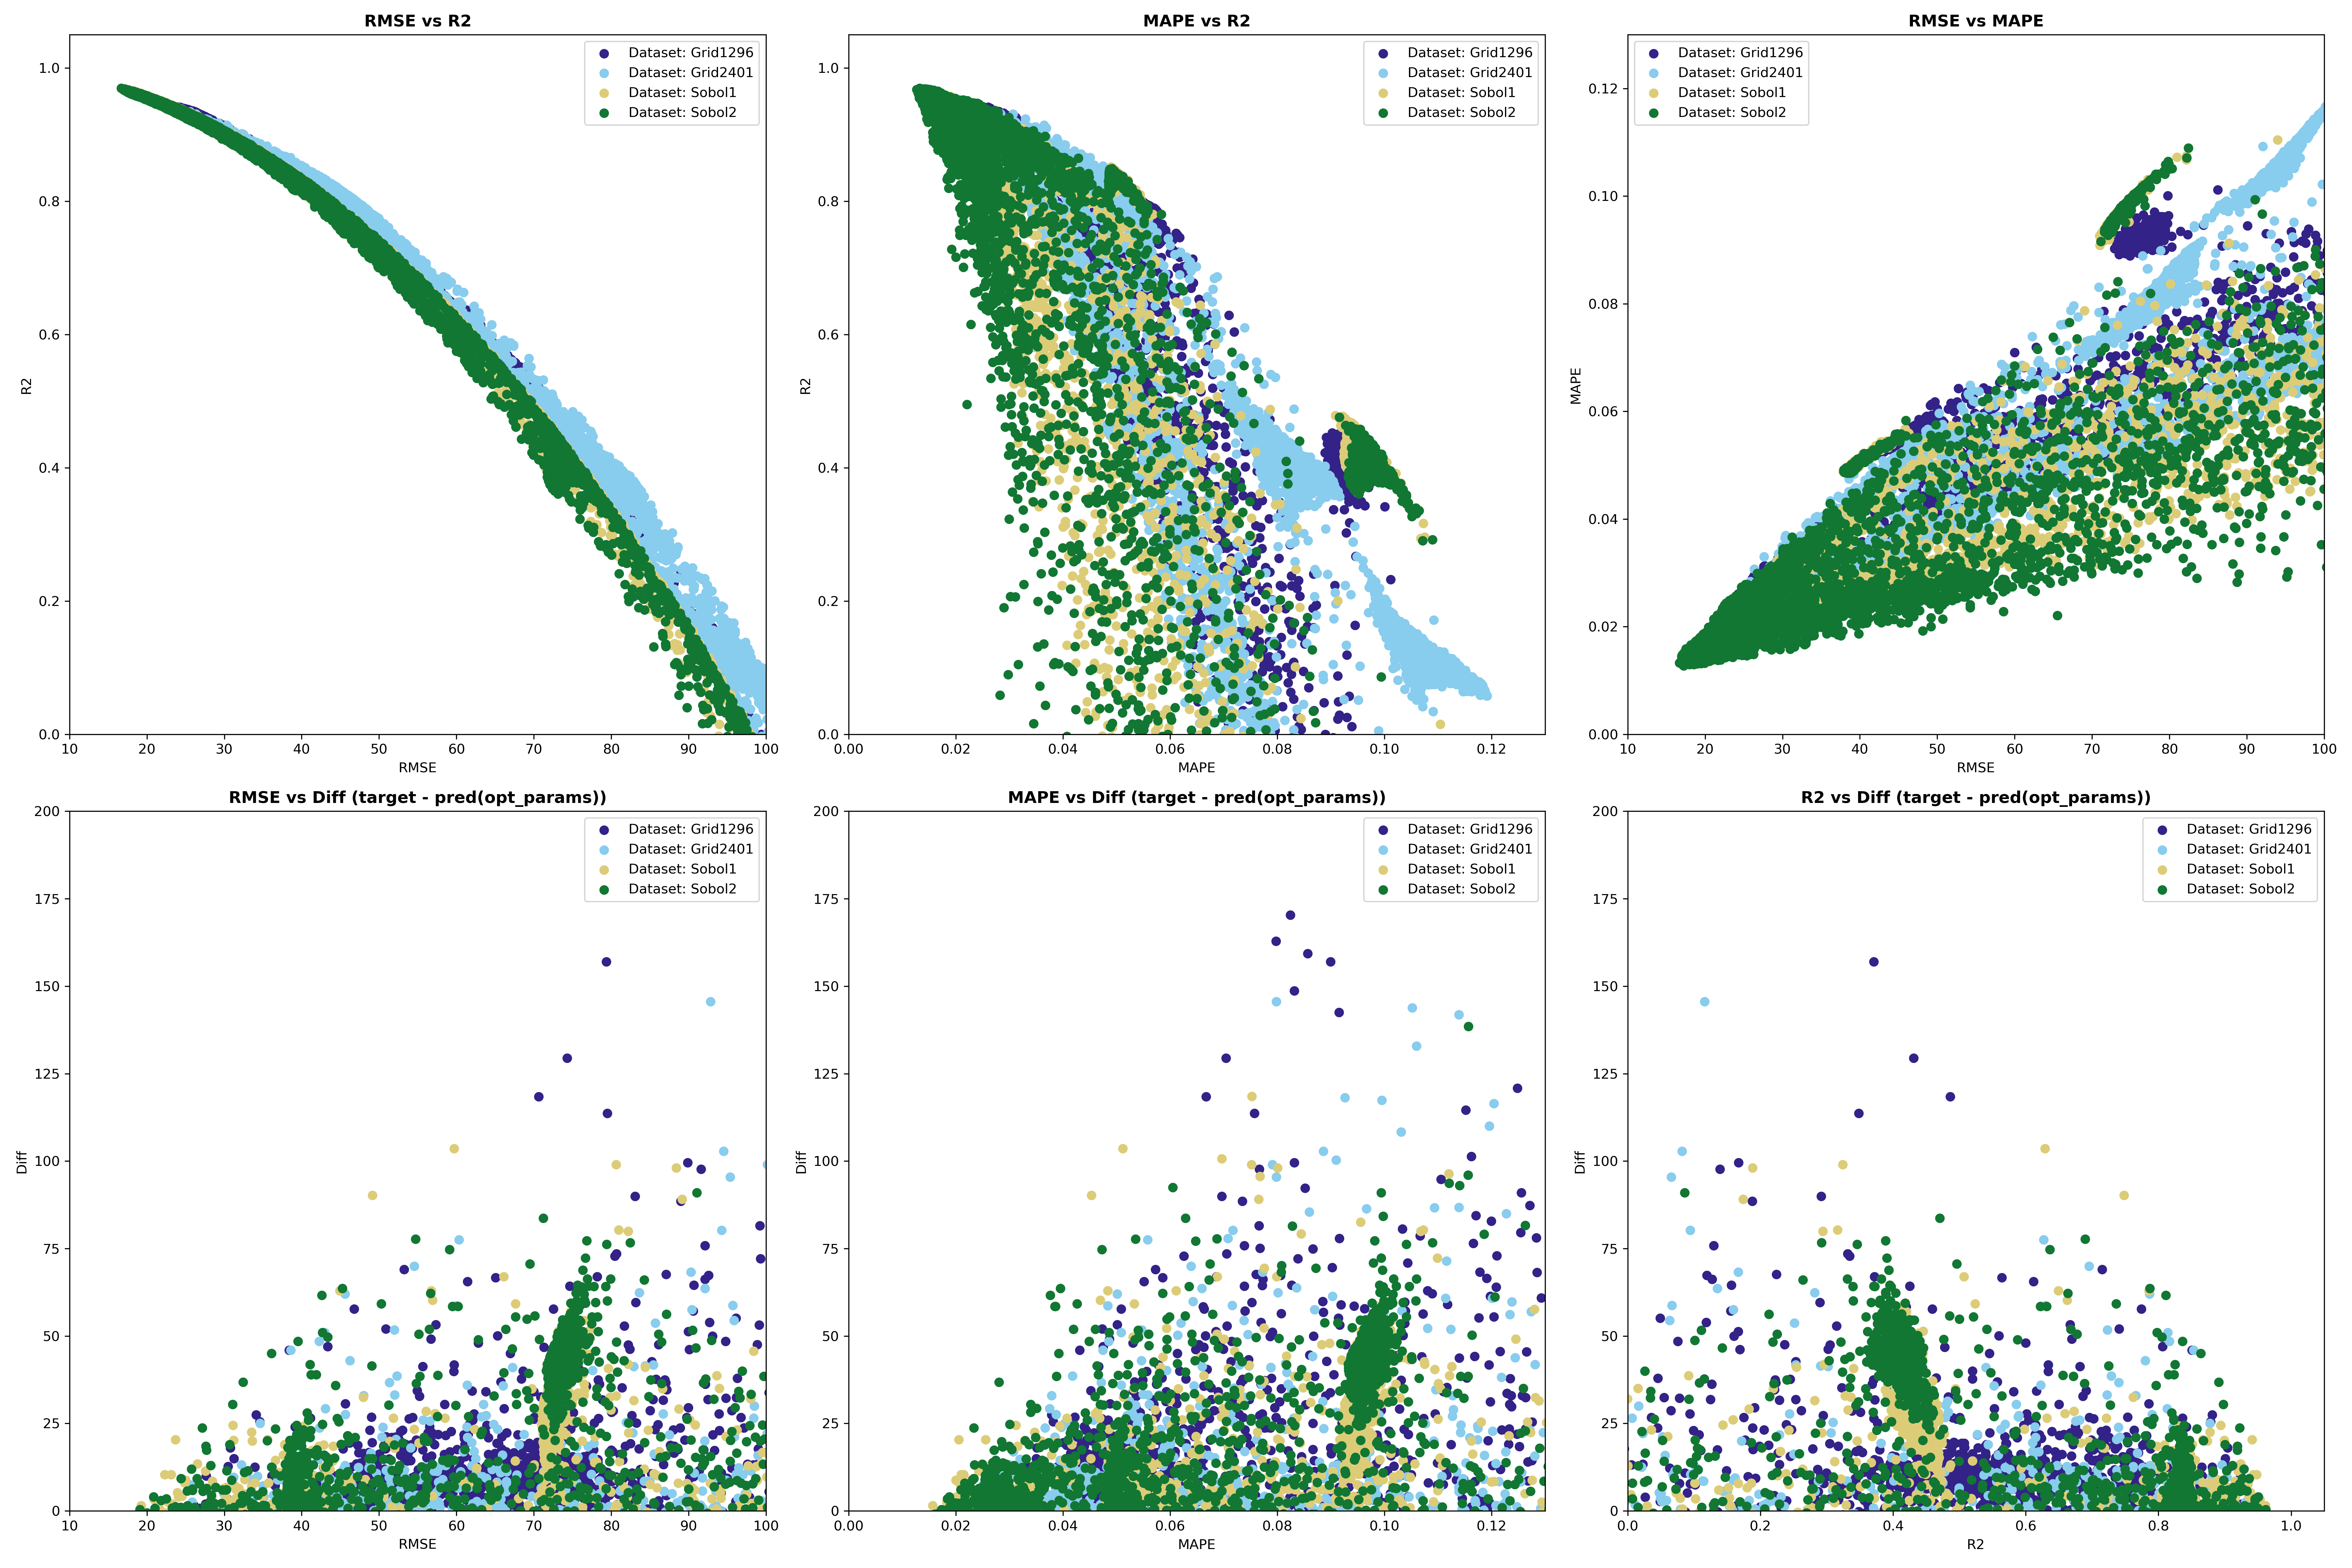 RMSE vs R2
1.0
0.8
0.6
0.4
0.2
0.0
R2
10 20 30 40 50 60 70 80 90 100
RMSE
Dataset: Grid1296
Dataset: Grid2401
Dataset: Sobol1
Dataset: Sobol2
MAPE vs R2
1.0
0.8
0.6
0.4
0.2
0.0
R2
0.00 0.02 0.04 0.06 0.08 0.10 0.12
MAPE
Dataset: Grid1296
Dataset: Grid2401
Dataset: Sobol1
Dataset: Sobol2
RMSE vs MAPE
0.12
0.10
0.08
0.06
0.04
0.02
0.00
MAPE
10 20 30 40 50 60 70 80 90 100
RMSE
Dataset: Grid1296
Dataset: Grid2401
Dataset: Sobol1
Dataset: Sobol2
RMSE vs Diff (target - pred(opt_params))
200
175
150
125
100
75
50
25
0
Diff
10 20 30 40 50 60 70 80 90 100
RMSE
Dataset: Grid1296
Dataset: Grid2401
Dataset: Sobol1
Dataset: Sobol2
MAPE vs Diff (target - pred(opt_params))
200
175
150
125
100
75
50
25
0
Diff
0.00 0.02 0.04 0.06 0.08 0.10 0.12
MAPE
Dataset: Grid1296
Dataset: Grid2401
Dataset: Sobol1
Dataset: Sobol2
R2 vs Diff (target - pred(opt_params))
200
175
150
125
100
75
50
25
0
Diff
0.0 0.2 0.4 0.6 0.8 1.0
R2
Dataset: Grid1296
Dataset: Grid2401
Dataset: Sobol1
Dataset: Sobol2